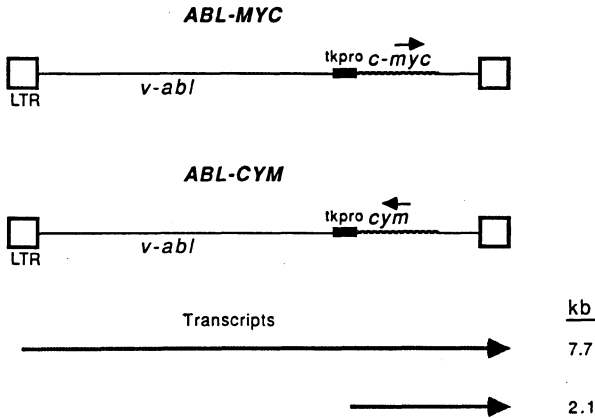 ABL-MYC
tkpro c-myc
LTR
v-abl
ABL-CYM
tkpro cym
LTR
v-abl
kb
Transcripts
7.7
2.1